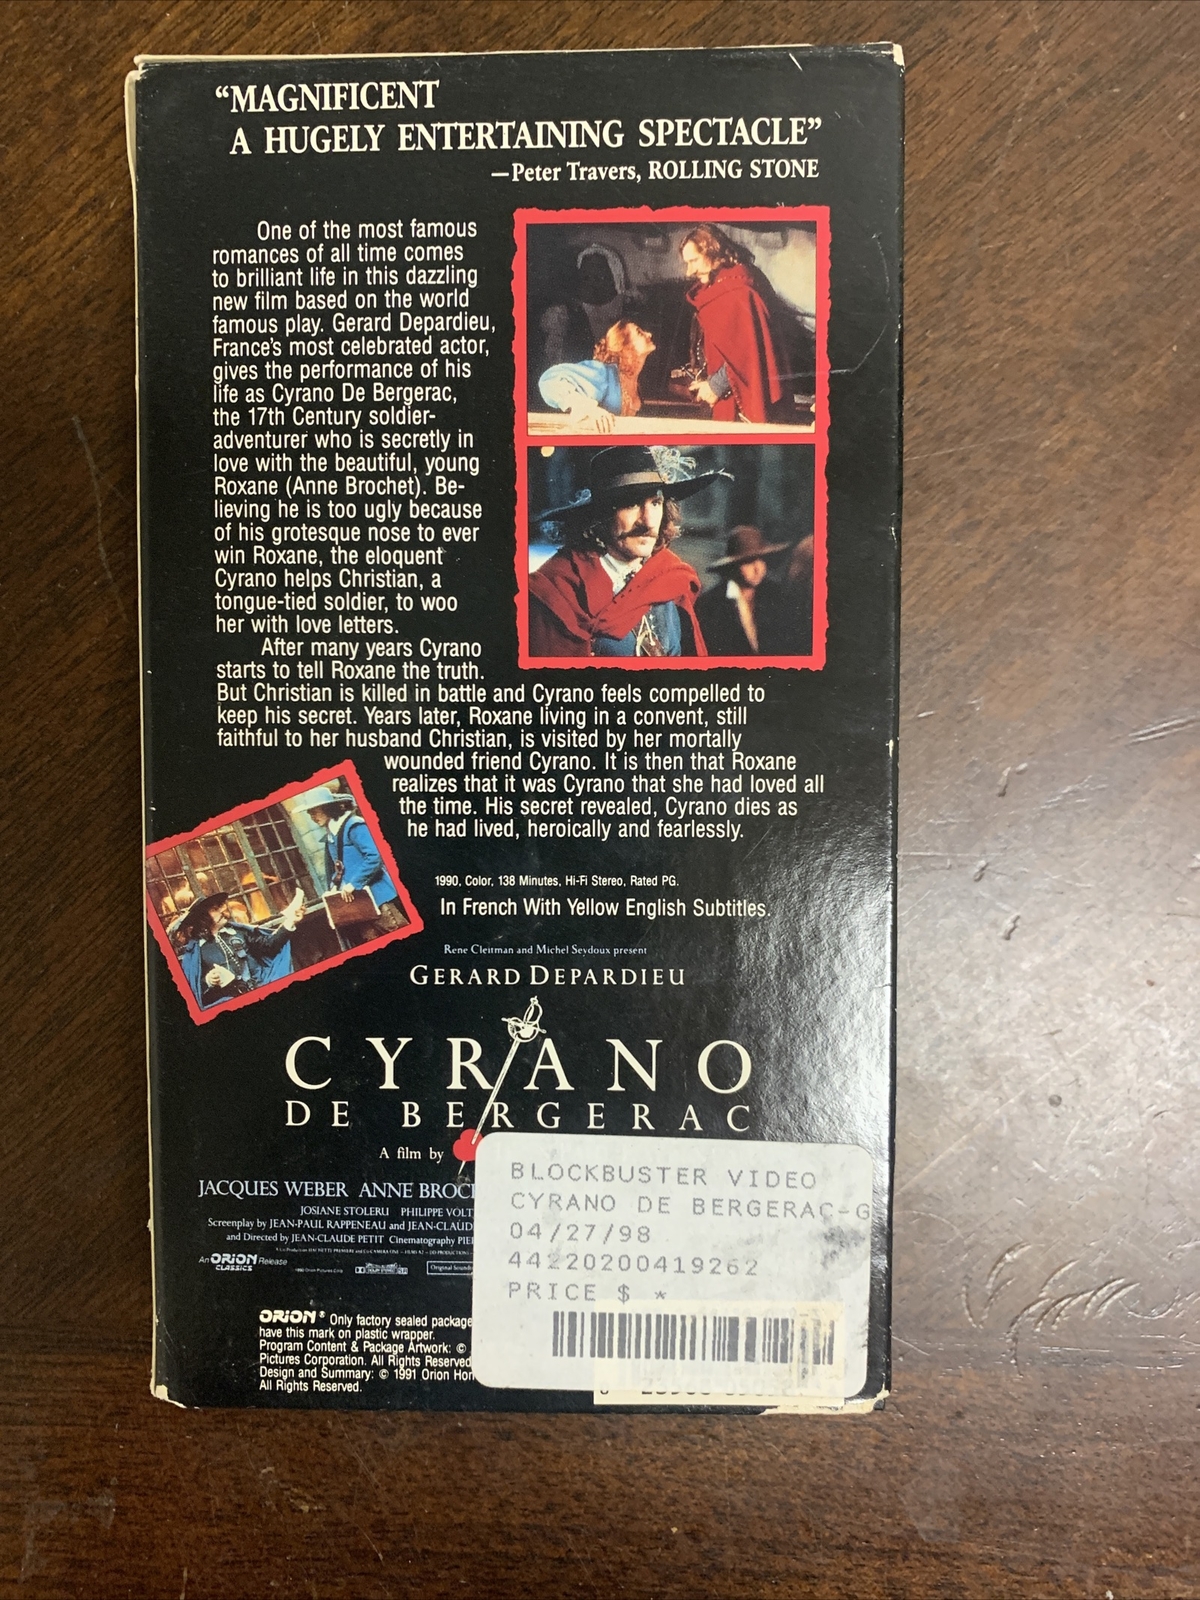 “MAGNIFICENT
A HUGELY ENTERTAINING SPECTACLE”
—Peter Travers, ROLLING STONE
One of the most famous
romances of all time comes
to brilliant life in this dazzling
new film based on the world
famous play. Gerard Depardieu,
France's most celebrated actor,
gives the performance of his
life as Cyrano De Bergerac,
the 17th Century soldier-
adventurer who is secretly in
love with the beautiful, young
Roxane (Anne Brochet). Be-
lieving he is too ugly because
of his grotesque nose to ever
win Roxane, the eloquent
Cyrano helps Christian, a
tongue-tied soldier, to woo
her with love letters.
After many years Cyrano
starts to tell Roxane the truth.
But Christian is killed in battle and Cyrano feels compelled to
keep his secret. Years later, Roxane living in a convent, still
faithful to her husband Christian, is visited by her mortally
wounded friend Cyrano. It is then that Roxane
realizes that it was Cyrano that she had loved all
the time. His secret revealed, Cyrano dies as
he had lived, heroically and fearlessly.
1990, Color, 138 Minutes, Hi-Fi Stereo, Rated PG.
In French With Yellow English Subtitles.
Rene Cleitman and Michel Seydoux present
GERARD DEPARDIEU
CYRANO
DE BERGERAC
A film by
JACQUES WEBER ANNE BROC
JOSIANE STOLERU PHILIPPE VOLT
Screenplay by JEAN-PAUL RAPPENEAU and JEAN-CLAUD
and Directed by JEAN-CLAUDE PETIT Cinematography PIE
An ORION Release
CLASSICS
Original Sound
ORION® Only factory sealed package
have this mark on plastic wrapper.
Program Content & Package Artwork: ©
Pictures Corporation. All Rights Reserved
Design and Summary: © 1991 Orion Hom
All Rights Reserved.
BLOCKBUSTER VIDEO
CYRANO DE BERGERAC-G
04/27/98
44220200419262
PRICE $ *